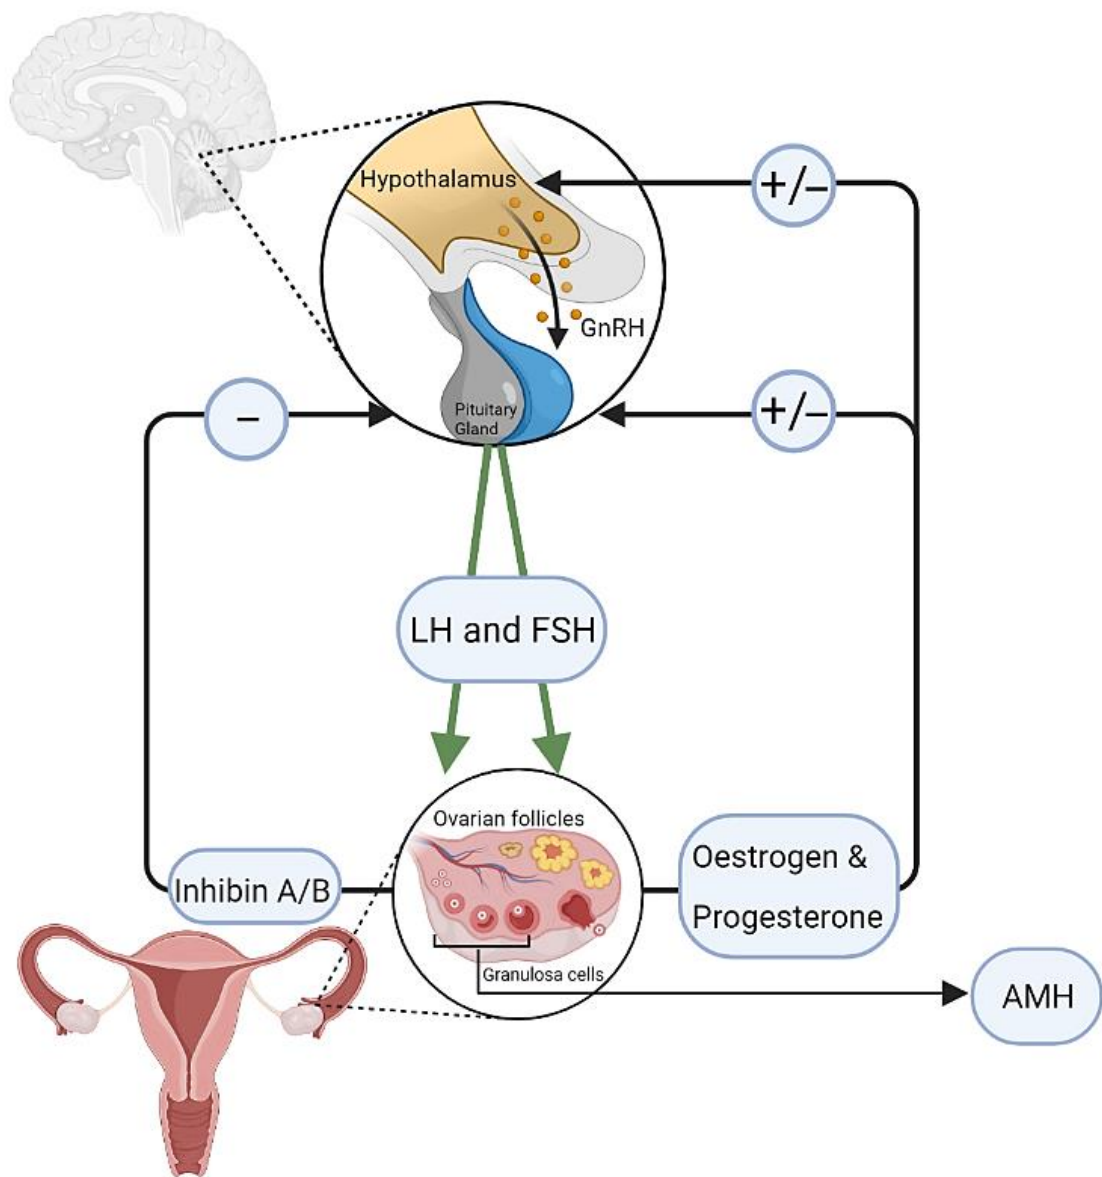 Hypothalamus
+/−
GnRH
Pituitary
Gland
−
+/−
LH and FSH
Ovarian follicles
Granulosa cells
Inhibin A/B
Oestrogen &
Progesterone
AMH